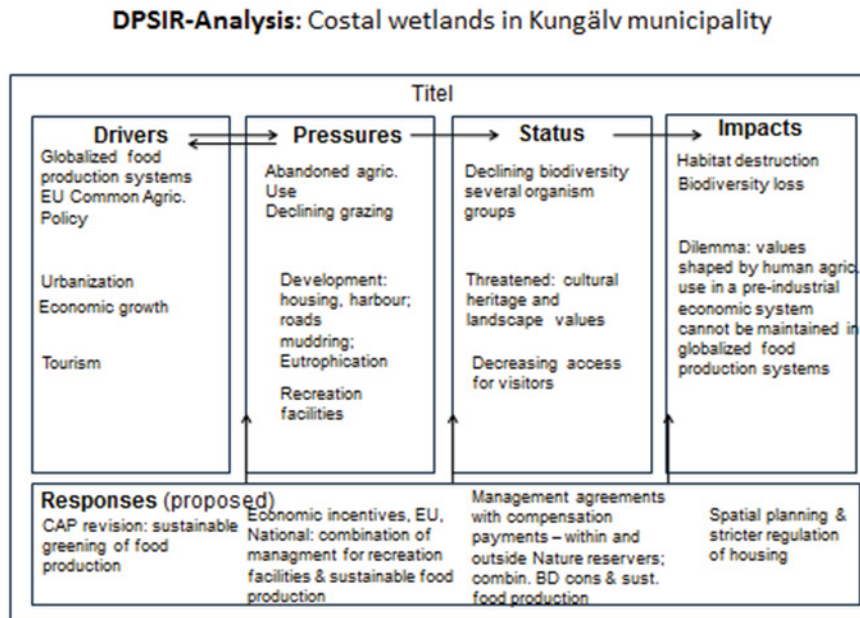 DPSIR-Analysis: Costal wetlands in Kungälv municipality
Titel
Drivers
Globalized food
production systems
EU Common Agric.
Policy
Urbanization
Economic growth
Tourism
Pressures
Abandoned agric.
Use
Declining grazing
Development:
housing, harbour;
roads
muddring;
Eutrophication
Recreation
facilities
Status
Declining biodiversity
several organism
groups
Threatened: cultural
heritage and
landscape values
Decreasing access
for visitors
Impacts
Habitat destruction
Biodiversity loss
Dilemma: values
shaped by human agric.
use in a pre-industrial
economic system
cannot be maintained in
globalized food
production systems
Responses (proposed)
CAP revision: sustainable
greening of food
production
Economic incentives, EU,
National: combination of
managment for recreation
facilities & sustainable food
production
Management agreements
with compensation
payments – within and
outside Nature reservers;
combin. BD cons & sust.
food production
Spatial planning &
stricter regulation
of housing